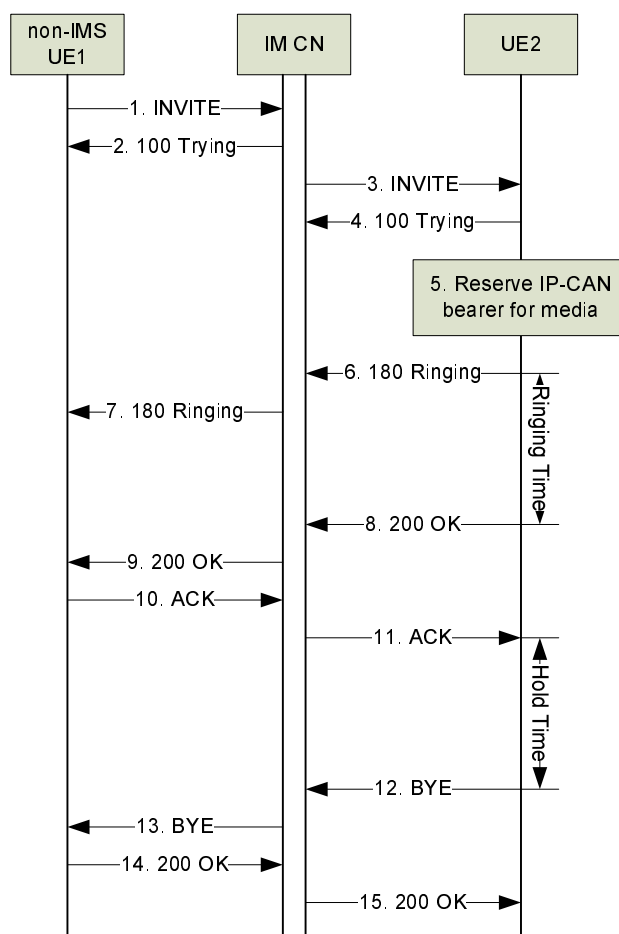 non-IMS
UE1
IM CN
UE2
1. INVITE
2. 100 Trying
3. INVITE
4. 100 Trying
5. Reserve IP-CAN
bearer for media
6. 180 Ringing
7. 180 Ringing
Ringing Time
8. 200 OK
9. 200 OK
10. ACK
11. ACK
Hold Time
12. BYE
13. BYE
14. 200 OK
15. 200 OK